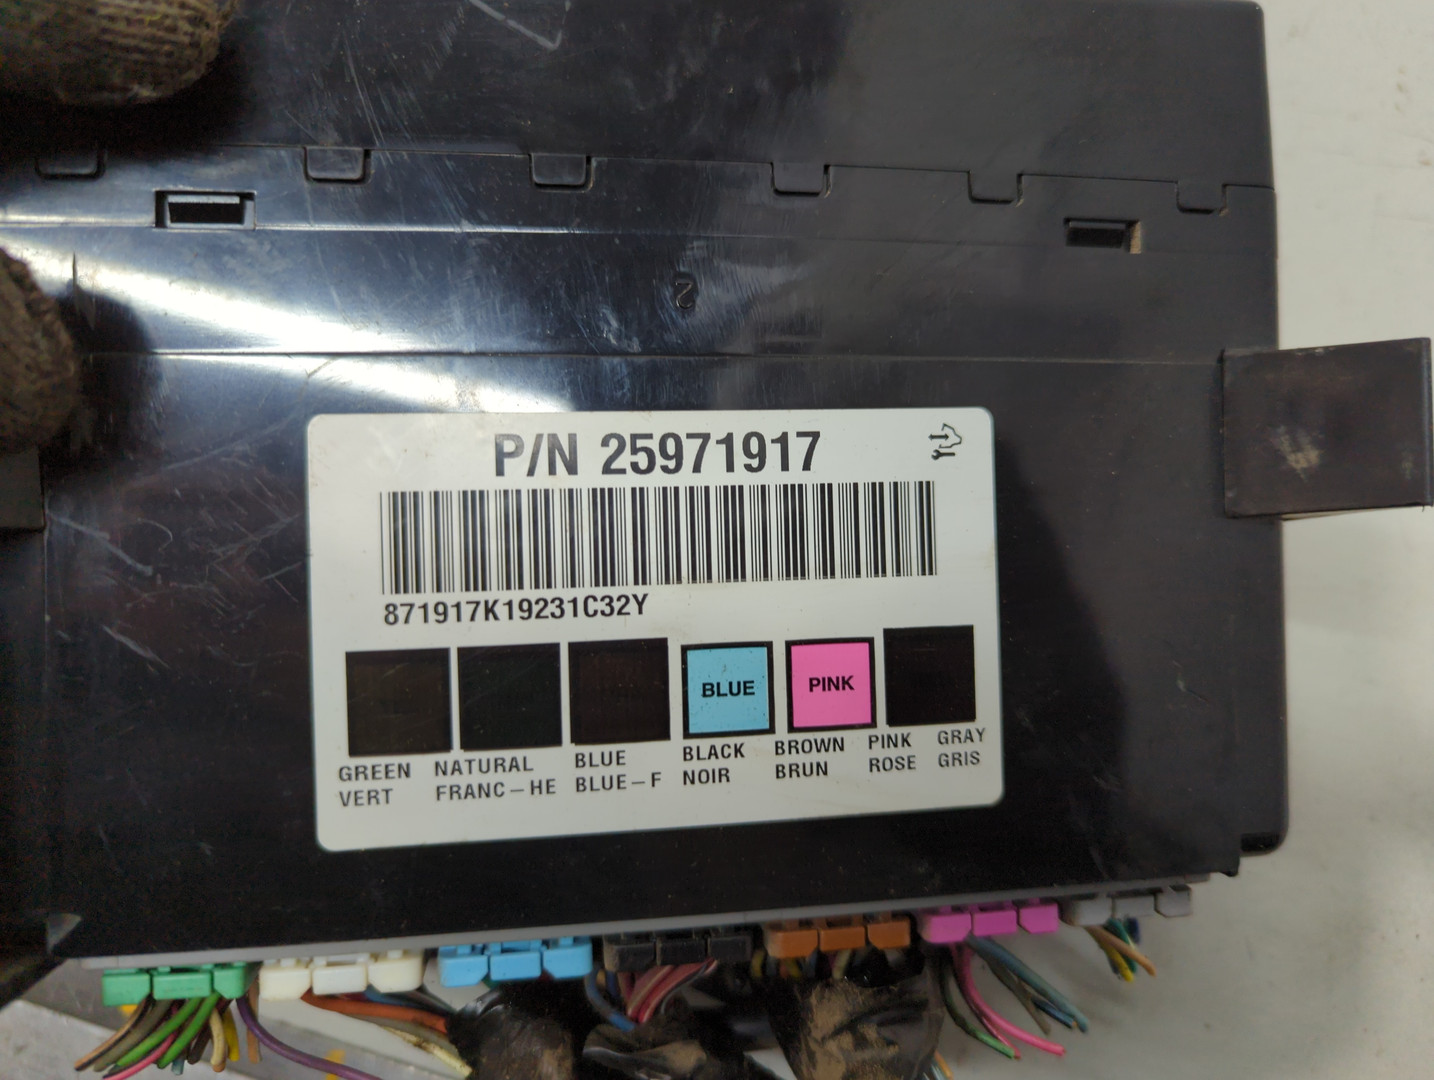 2
P/N 25971917
871917K19231C32Y
BLUE PINK
GREEN NATURAL BLUE BLACK BROWN PINK GRAY
VERT FRANC-HE BLUE-F NOIR BRUN ROSE GRIS